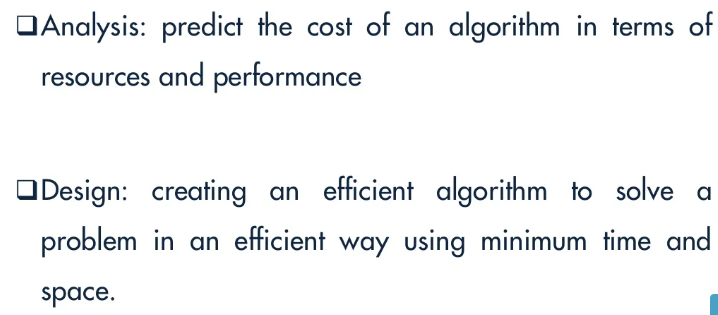 ❑Analysis: predict the cost of an algorithm in terms of
resources and performance
❑Design: creating an efficient algorithm to solve a
problem in an efficient way using minimum time and
space.